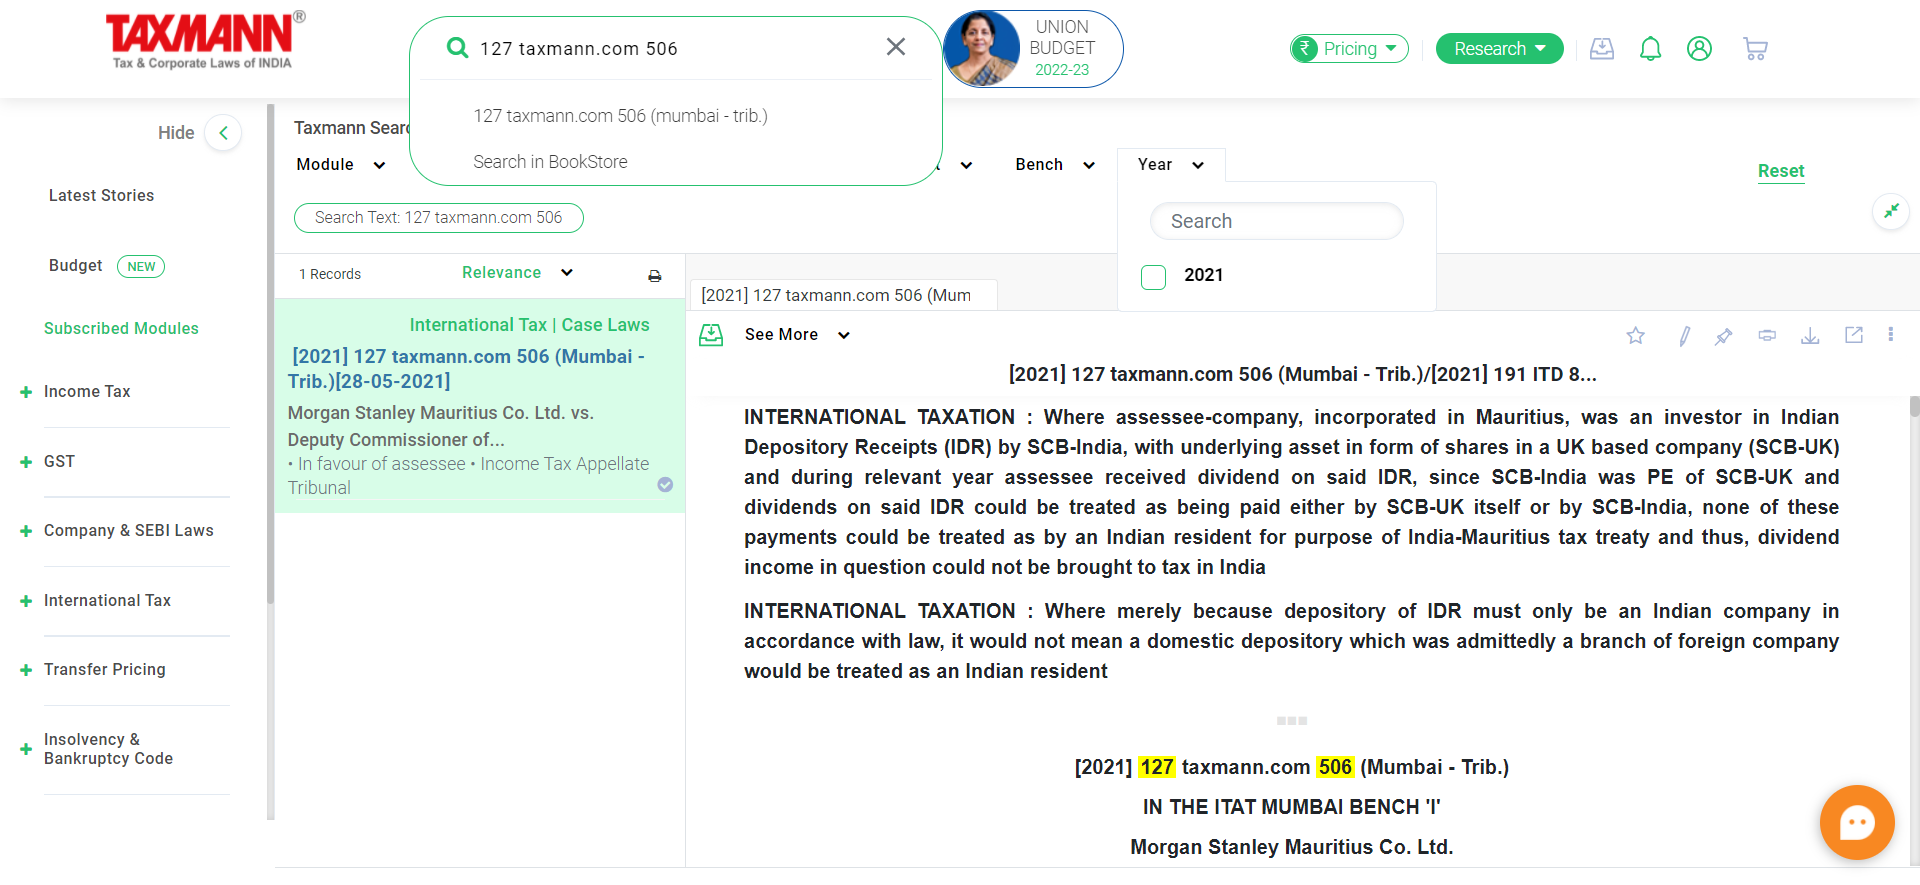 TAXMANN®
Tax & Corporate Laws of INDIA
127 taxmann.com 506
127 taxmann.com 506 (mumbai - trib.)
Search in BookStore
UNION
BUDGET
2022-23
₹ Pricing
Research
Hide
Latest Stories
Budget NEW
Subscribed Modules
Income Tax
GST
Company & SEBI Laws
International Tax
Transfer Pricing
Insolvency &
Bankruptcy Code
Taxmann Sear
Module
Bench
Year
Reset
Search Text: 127 taxmann.com 506
Search
2021
1 Records
Relevance
International Tax | Case Laws
[2021] 127 taxmann.com 506 (Mumbai -
Trib.)[28-05-2021]
Morgan Stanley Mauritius Co. Ltd. vs.
Deputy Commissioner of...
• In favour of assessee • Income Tax Appellate
Tribunal
[2021] 127 taxmann.com 506 (Mum
See More
[2021] 127 taxmann.com 506 (Mumbai - Trib.)/[2021] 191 ITD 8...
INTERNATIONAL TAXATION : Where assessee-company, incorporated in Mauritius, was an investor in Indian
Depository Receipts (IDR) by SCB-India, with underlying asset in form of shares in a UK based company (SCB-UK)
and during relevant year assessee received dividend on said IDR, since SCB-India was PE of SCB-UK and
dividends on said IDR could be treated as being paid either by SCB-UK itself or by SCB-India, none of these
payments could be treated as by an Indian resident for purpose of India-Mauritius tax treaty and thus, dividend
income in question could not be brought to tax in India
INTERNATIONAL TAXATION : Where merely because depository of IDR must only be an Indian company in
accordance with law, it would not mean a domestic depository which was admittedly a branch of foreign company
would be treated as an Indian resident
[2021] 127 taxmann.com 506 (Mumbai - Trib.)
IN THE ITAT MUMBAI BENCH 'I'
Morgan Stanley Mauritius Co. Ltd.